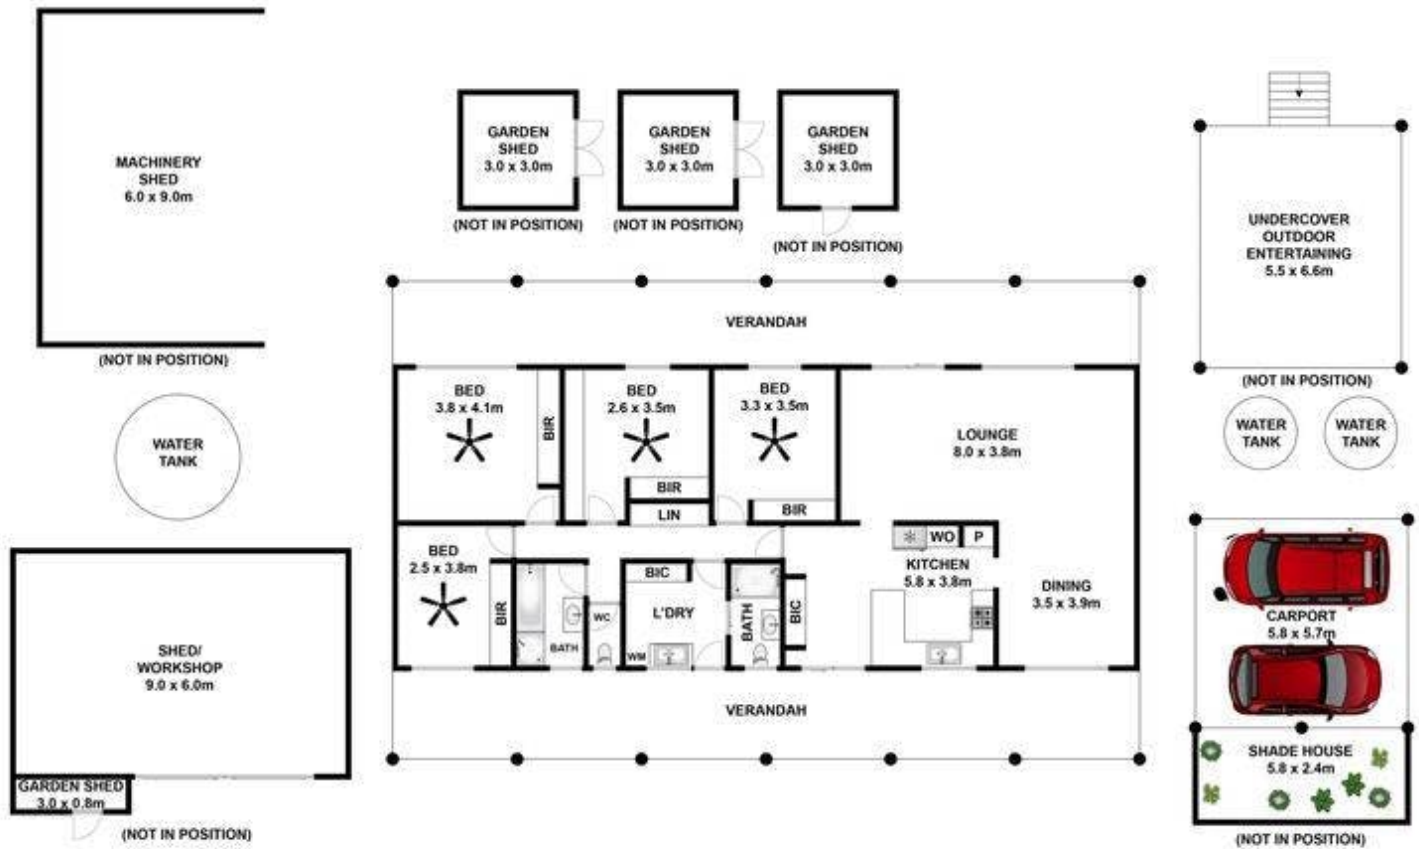 MACHINERY
SHED
6.0 x 9.0m
(NOT IN POSITION)
GARDEN
SHED
3.0 x 3.0m
(NOT IN POSITION)
GARDEN
SHED
3.0 x 3.0m
(NOT IN POSITION)
GARDEN
SHED
3.0 x 3.0m
(NOT IN POSITION)
UNDERCOVER
OUTDOOR
ENTERTAINING
5.5 x 6.6m
(NOT IN POSITION)
VERANDAH
BED
3.8 x 4.1m
BIR
BED
2.6 x 3.5m
BIR
LIN
BED
3.3 x 3.5m
BIR
LOUNGE
8.0 x 3.8m
WATER
TANK
WATER
TANK
WATER
TANK
BED
2.5 x 3.8m
BIR
BATH
WC
BIC
L'DRY
WM
BATH
BIC
WO
P
KITCHEN
5.8 x 3.8m
DINING
3.5 x 3.9m
CARPORT
5.8 x 5.7m
SHED/
WORKSHOP
9.0 x 6.0m
VERANDAH
SHADE HOUSE
5.8 x 2.4m
(NOT IN POSITION)
GARDEN SHED
3.0 x 0.8m
(NOT IN POSITION)